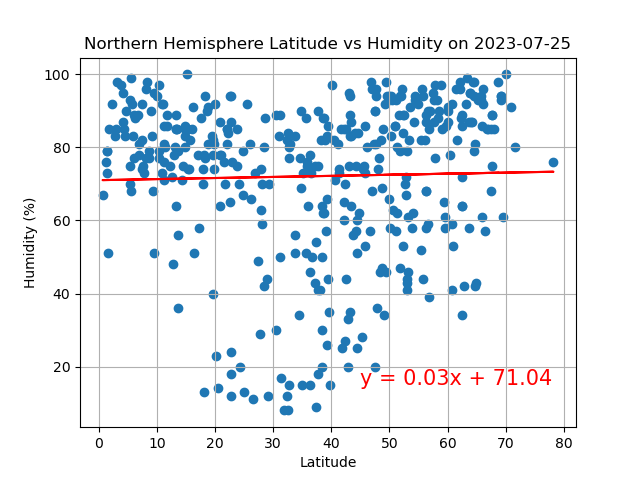 Northern Hemisphere Latitude vs Humidity on 2023-07-25
Humidity (%)
100
80
60
40
20
y = 0.03x + 71.04
0 10 20 30 40 50 60 70 80
Latitude